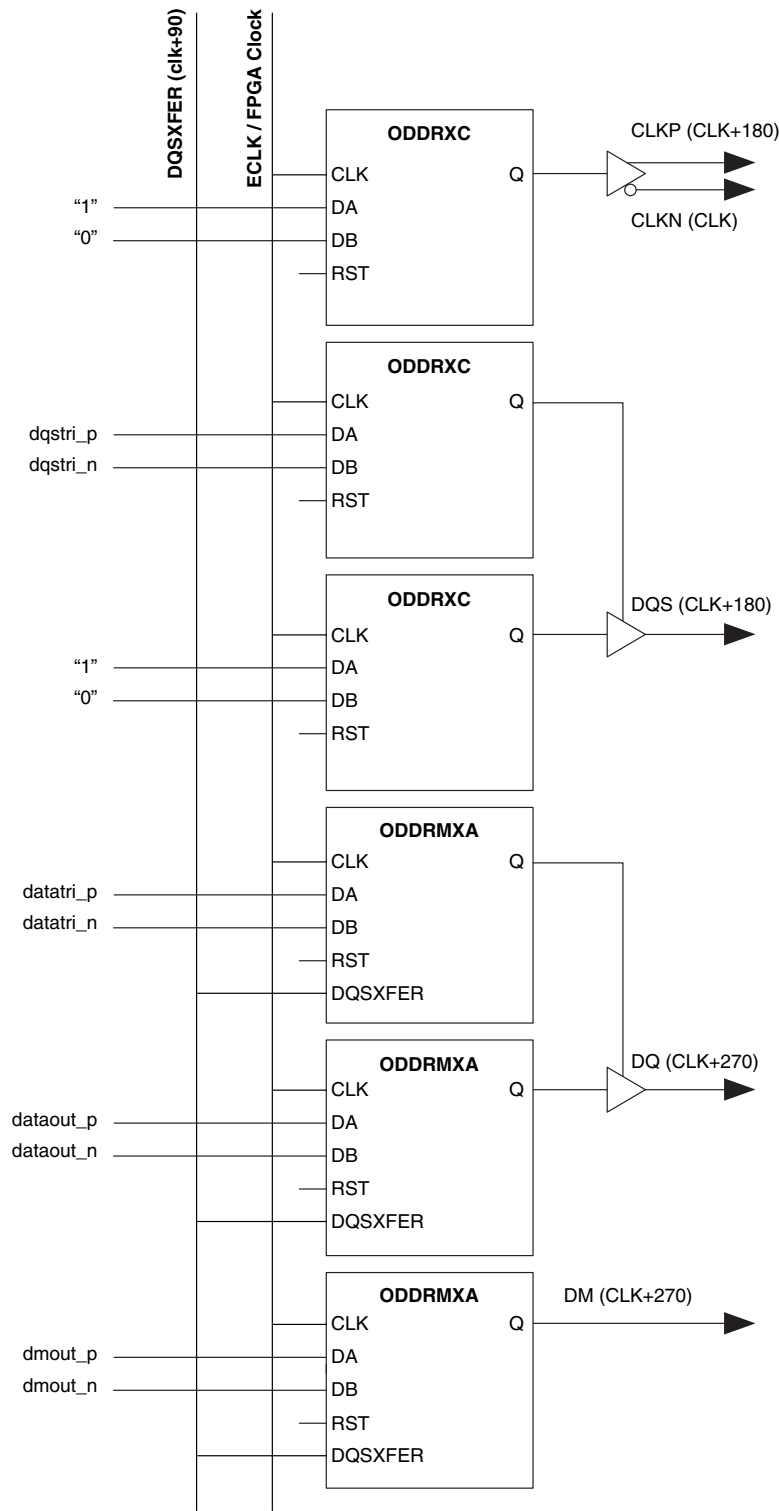 DQSXFER (clk+90)
ECLK / FPGA Clock
ODDRXC
CLKP (CLK+180)
CLK
Q
“1”
DA
CLKN (CLK)
“0”
DB
RST
ODDRXC
CLK
Q
dqstri_p
DA
dqstri_n
DB
RST
ODDRXC
DQS (CLK+180)
CLK
Q
“1”
DA
“0”
DB
RST
ODDRMXA
CLK
Q
datatri_p
DA
datatri_n
DB
RST
DQSXFER
ODDRMXA
DQ (CLK+270)
CLK
Q
dataout_p
DA
dataout_n
DB
RST
DQSXFER
ODDRMXA
DM (CLK+270)
CLK
Q
dmout_p
DA
dmout_n
DB
RST
DQSXFER